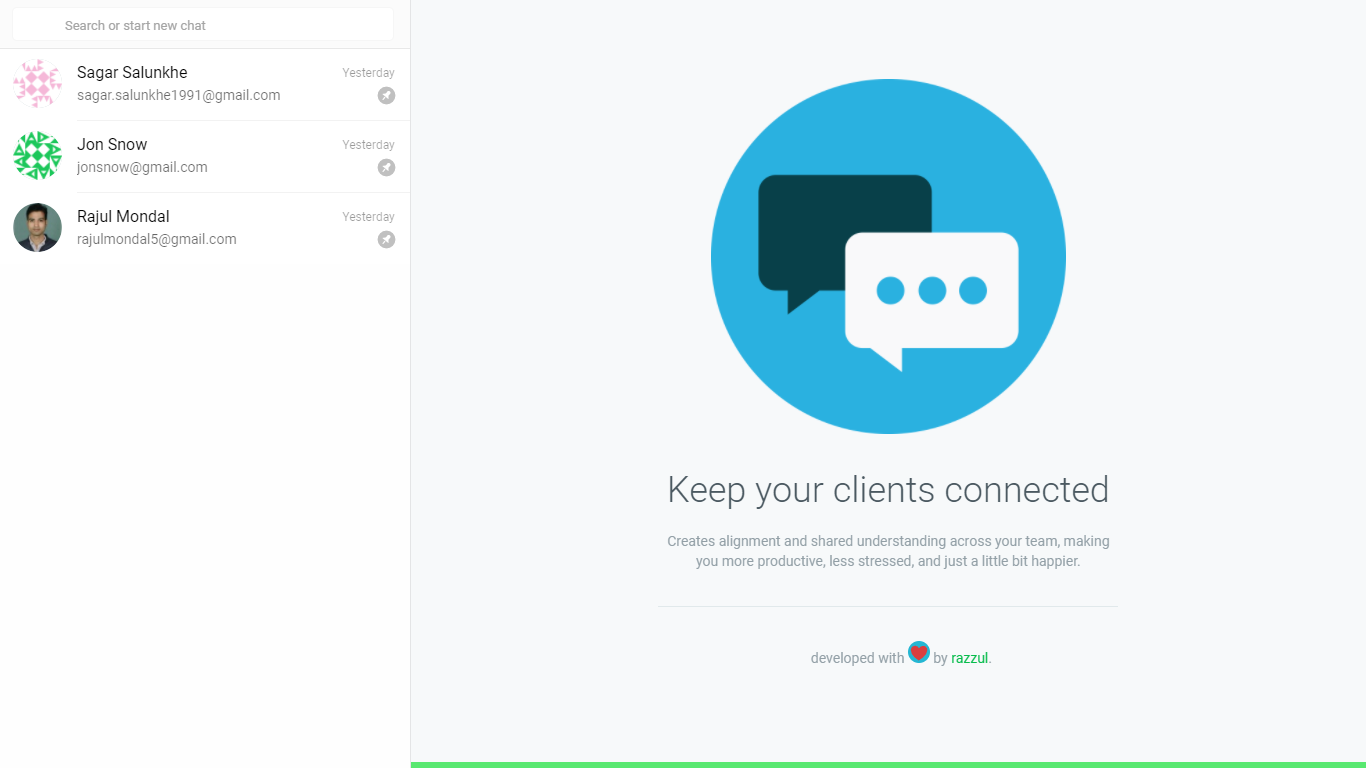 Search or start new chat
Sagar Salunkhe
Yesterday
sagar.salunkhe1991@gmail.com
Jon Snow
Yesterday
jonsnow@gmail.com
Rajul Mondal
Yesterday
rajulmondal5@gmail.com
Keep your clients connected
Creates alignment and shared understanding across your team, making
you more productive, less stressed, and just a little bit happier.
developed with by razzul.